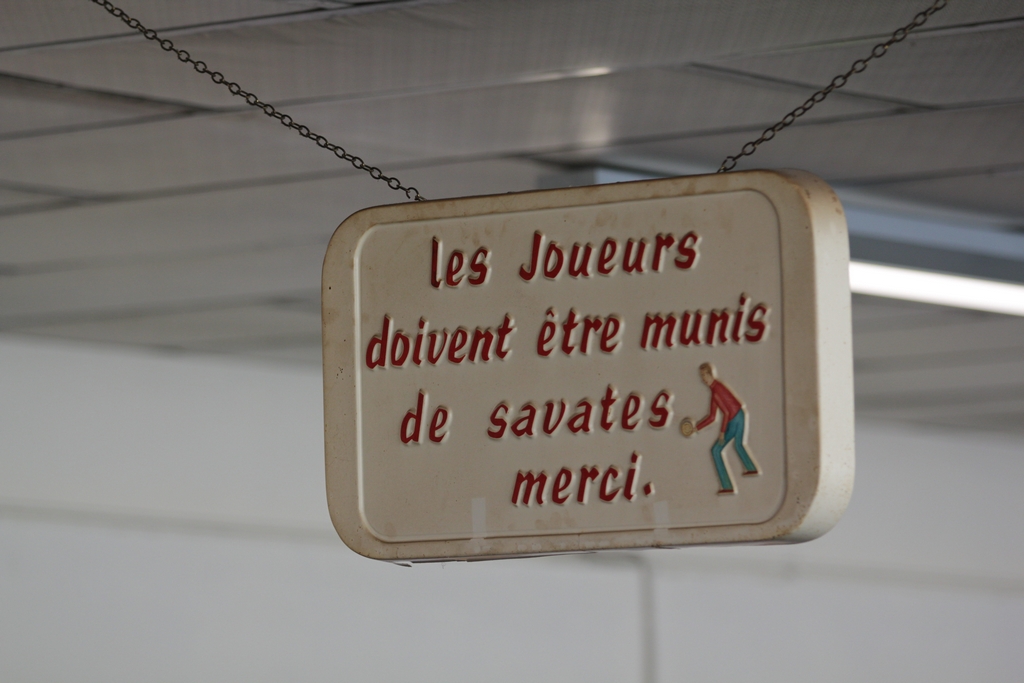 les Joueurs
doivent être munis
de savates
merci.